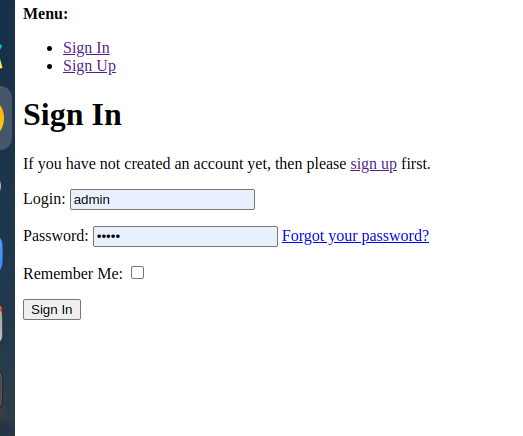 Menu:
Sign In
Sign Up
Sign In
If you have not created an account yet, then please sign up first.
Login: admin
Password: ••••• Forgot your password?
Remember Me:
Sign In